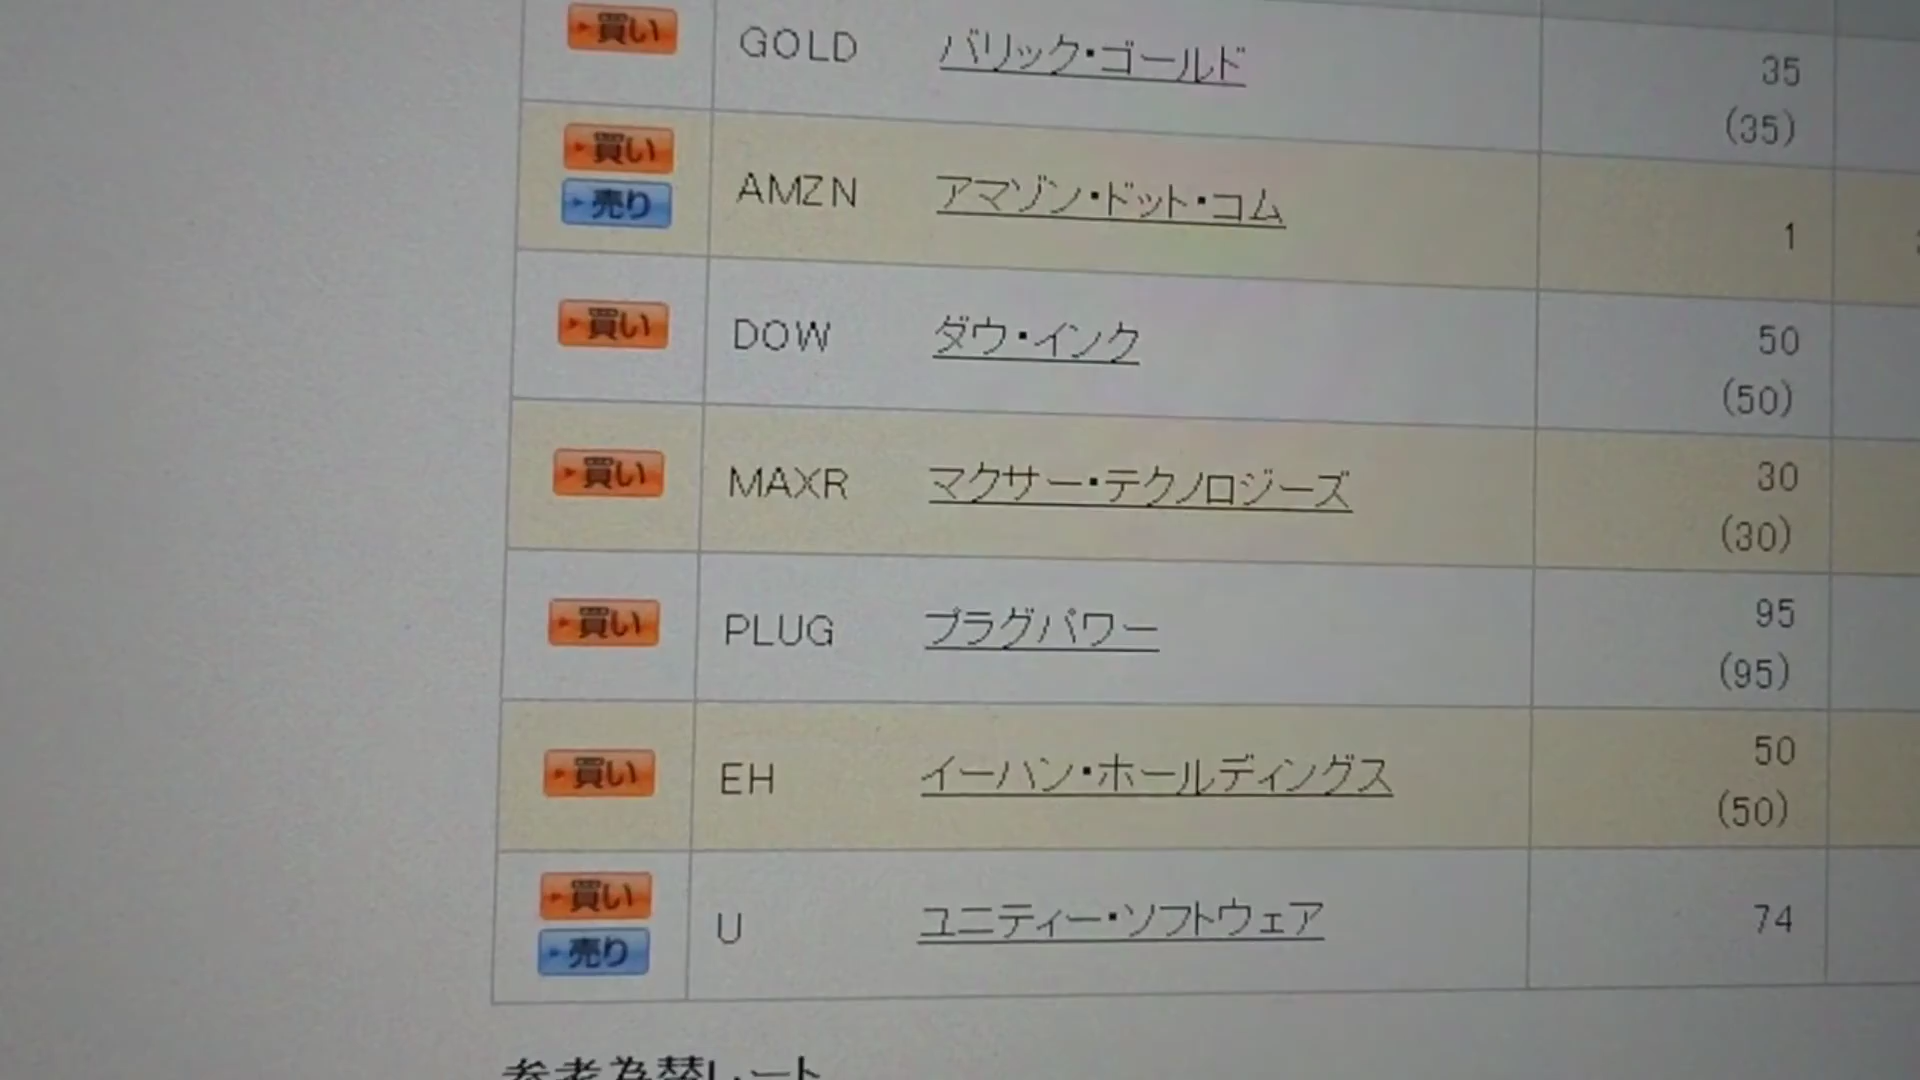 買い GOLD バリック・ゴールド 35
(35)
買い
売り AMZN アマゾン・ドット・コム 1
買い DOW ダウ・インク 50
(50)
買い MAXR マクサー・テクノロジーズ 30
(30)
買い PLUG プラグパワー 95
(95)
買い EH イーハン・ホールディングス 50
(50)
買い
売り U ユニティー・ソフトウェア 74
参考為替レート